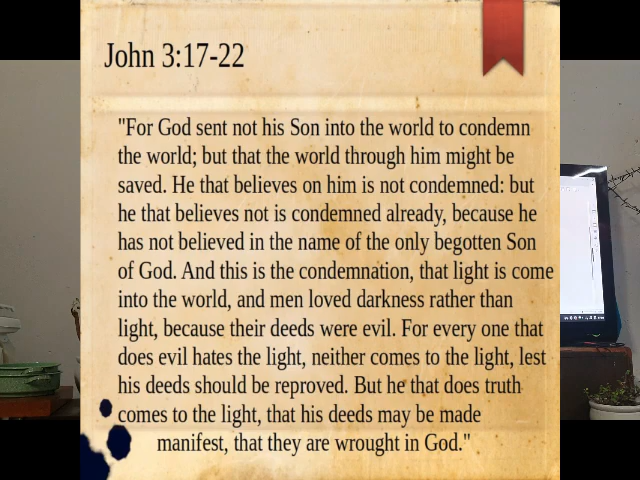 John 3:17-22
"For God sent not his Son into the world to condemn
the world; but that the world through him might be
saved. He that believes on him is not condemned: but
he that believes not is condemned already, because he
has not believed in the name of the only begotten Son
of God. And this is the condemnation, that light is come
into the world, and men loved darkness rather than
light, because their deeds were evil. For every one that
does evil hates the light, neither comes to the light, lest
his deeds should be reproved. But he that does truth
comes to the light, that his deeds may be made
manifest, that they are wrought in God."